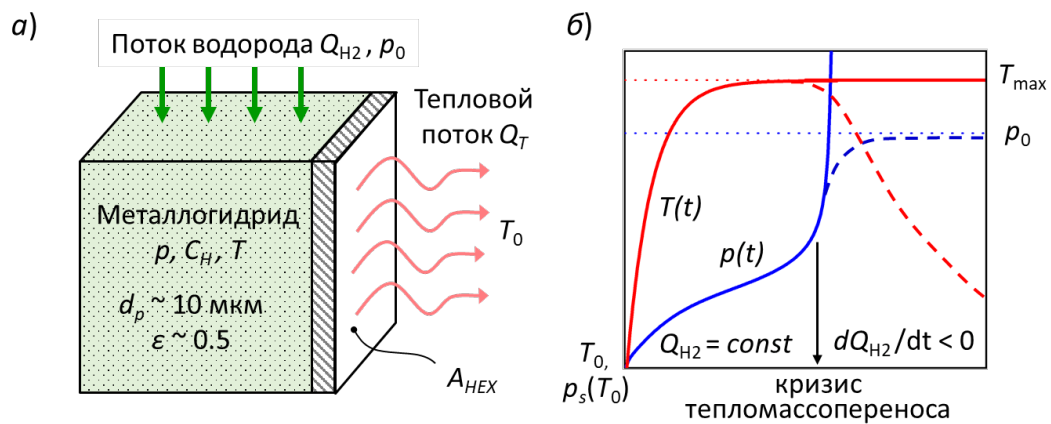 а)
Поток водорода Q_H2 , p_0
Тепловой
поток Q_T
Металлогидрид
p, C_H, T
d_p ~ 10 мкм
ε ~ 0.5
T_0
A_HEX
б)
T_max
p_0
T(t)
p(t)
Q_H2 = const
dQ_H2 /dt < 0
T_0,
p_s(T_0)
кризис
тепломассопереноса